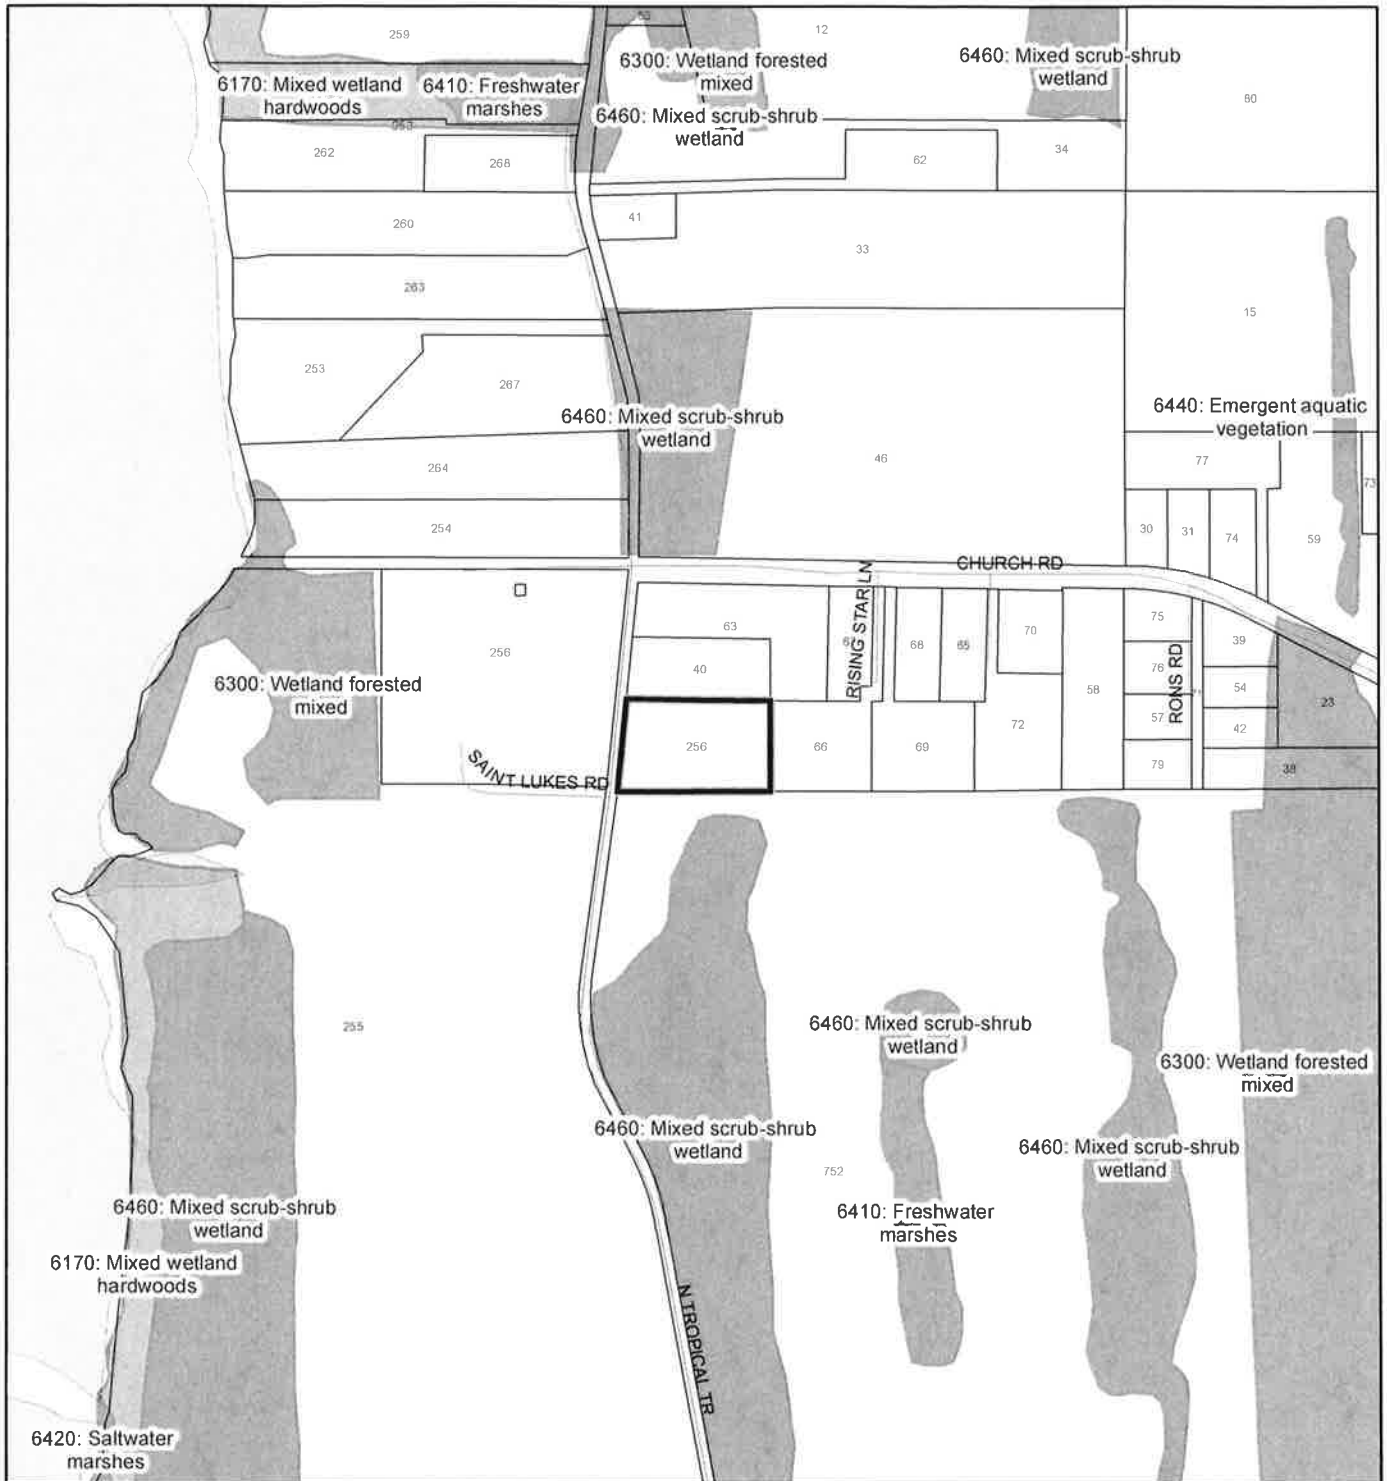 259
12
6300: Wetland forested
mixed
6460: Mixed scrub-shrub
wetland
80
6170: Mixed wetland
hardwoods
6410: Freshwater
marshes
6460: Mixed scrub-shrub
wetland
262
268
62
34
260
41
33
263
15
253
267
6460: Mixed scrub-shrub
wetland
6440: Emergent aquatic
vegetation
264
46
77
73
254
30
31
74
59
CHURCH RD
RISING STAR LN
63
256
40
68
65
70
58
75
76
57
79
RONS RD
39
54
42
23
38
6300: Wetland forested
mixed
256
66
69
72
SAINT LUKES RD
255
6460: Mixed scrub-shrub
wetland
6300: Wetland forested
mixed
6460: Mixed scrub-shrub
wetland
6460: Mixed scrub-shrub
wetland
752
6460: Mixed scrub-shrub
wetland
6410: Freshwater
marshes
6170: Mixed wetland
hardwoods
N TROPICAL TR
6420: Saltwater
marshes